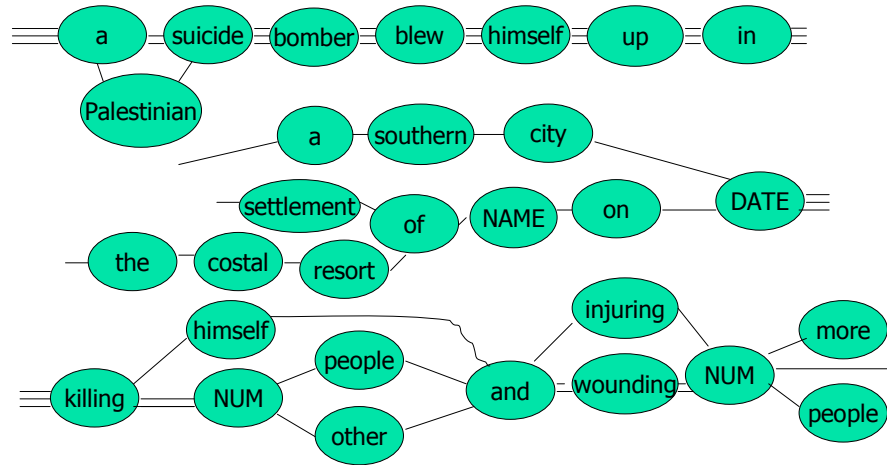 a suicide bomber blew himself up in
Palestinian
a southern city
settlement of NAME on DATE
the costal resort
himself injuring more
people
killing NUM and wounding NUM
other people